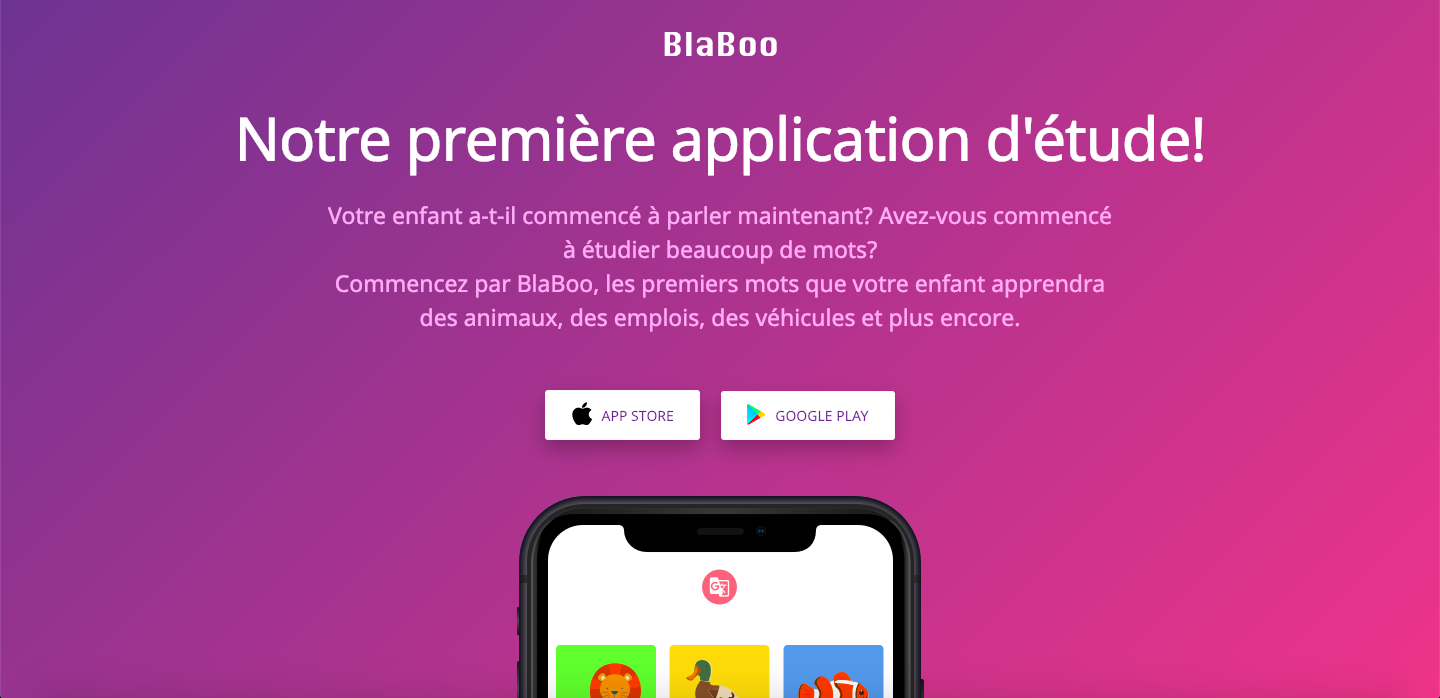 BlaBoo
Notre première application d'étude!
Votre enfant a-t-il commencé à parler maintenant? Avez-vous commencé
à étudier beaucoup de mots?
Commencez par BlaBoo, les premiers mots que votre enfant apprendra
des animaux, des emplois, des véhicules et plus encore.
APP STORE
GOOGLE PLAY